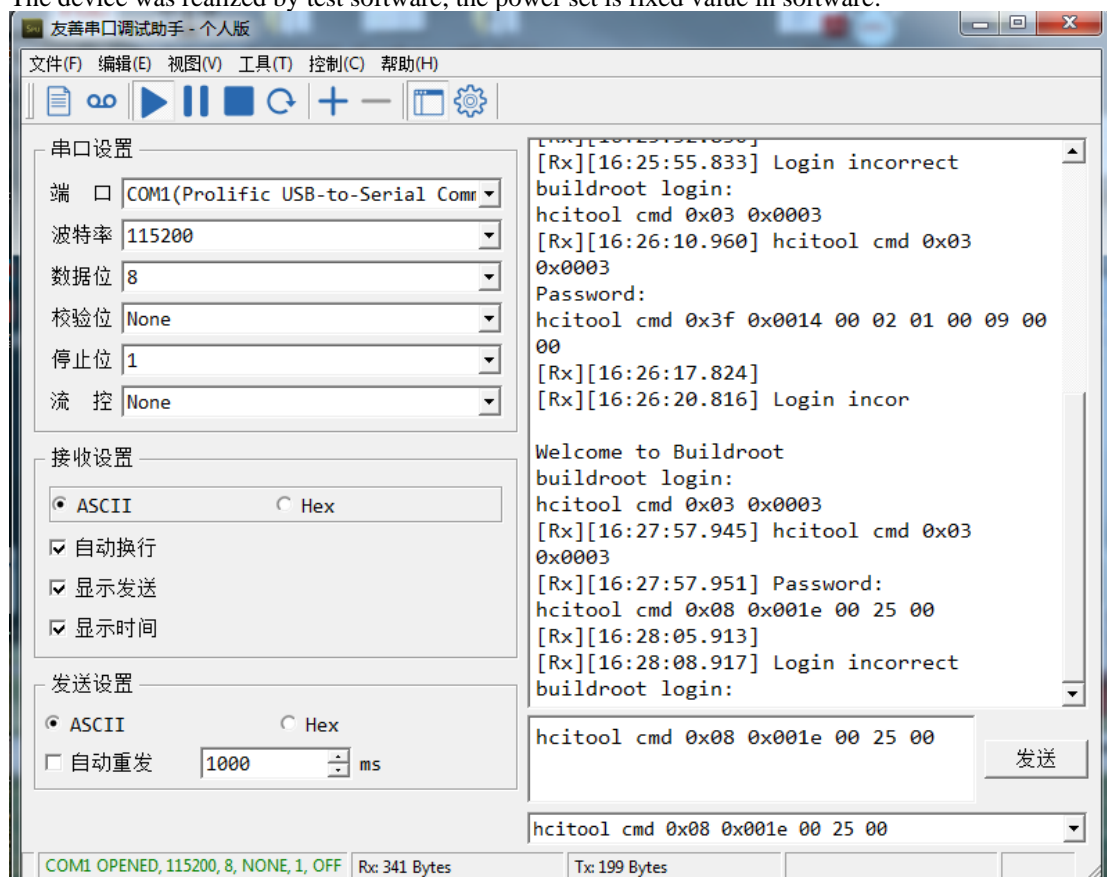 The device was realized by test software, the power set is fixed value in software.
友善串口调试助手 - 个人版
文件(F) 编辑(E) 视图(V) 工具(T) 控制(C) 帮助(H)
串口设置
端 口 COM1(Prolific USB-to-Serial Comm
波特率 115200
数据位 8
校验位 None
停止位 1
流 控 None
接收设置
ASCII Hex
自动换行
显示发送
显示时间
发送设置
ASCII Hex
自动重发 1000 ms
[Rx][16:25:55.833] Login incorrect
buildroot login:
hcitool cmd 0x03 0x0003
[Rx][16:26:10.960] hcitool cmd 0x03
0x0003
Password:
hcitool cmd 0x3f 0x0014 00 02 01 00 09 00
00
[Rx][16:26:17.824]
[Rx][16:26:20.816] Login incor
Welcome to Buildroot
buildroot login:
hcitool cmd 0x03 0x0003
[Rx][16:27:57.945] hcitool cmd 0x03
0x0003
[Rx][16:27:57.951] Password:
hcitool cmd 0x08 0x001e 00 25 00
[Rx][16:28:05.913]
[Rx][16:28:08.917] Login incorrect
buildroot login:
hcitool cmd 0x08 0x001e 00 25 00
发送
hcitool cmd 0x08 0x001e 00 25 00
COM1 OPENED, 115200, 8, NONE, 1, OFF Rx: 341 Bytes Tx: 199 Bytes